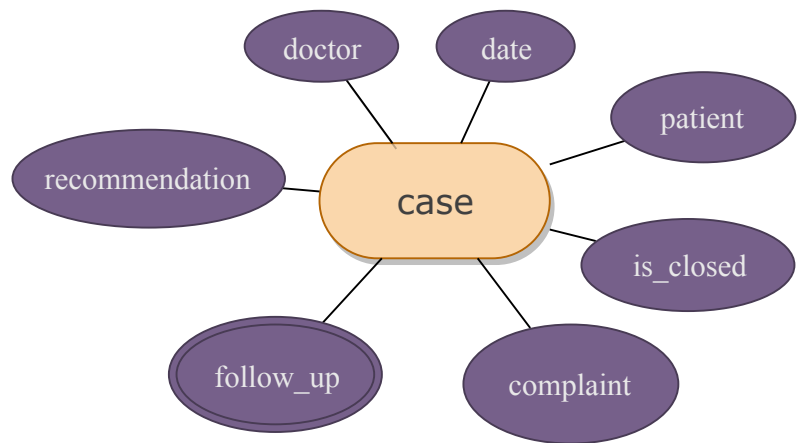 doctor
date
patient
recommendation
case
is_closed
follow_up
complaint